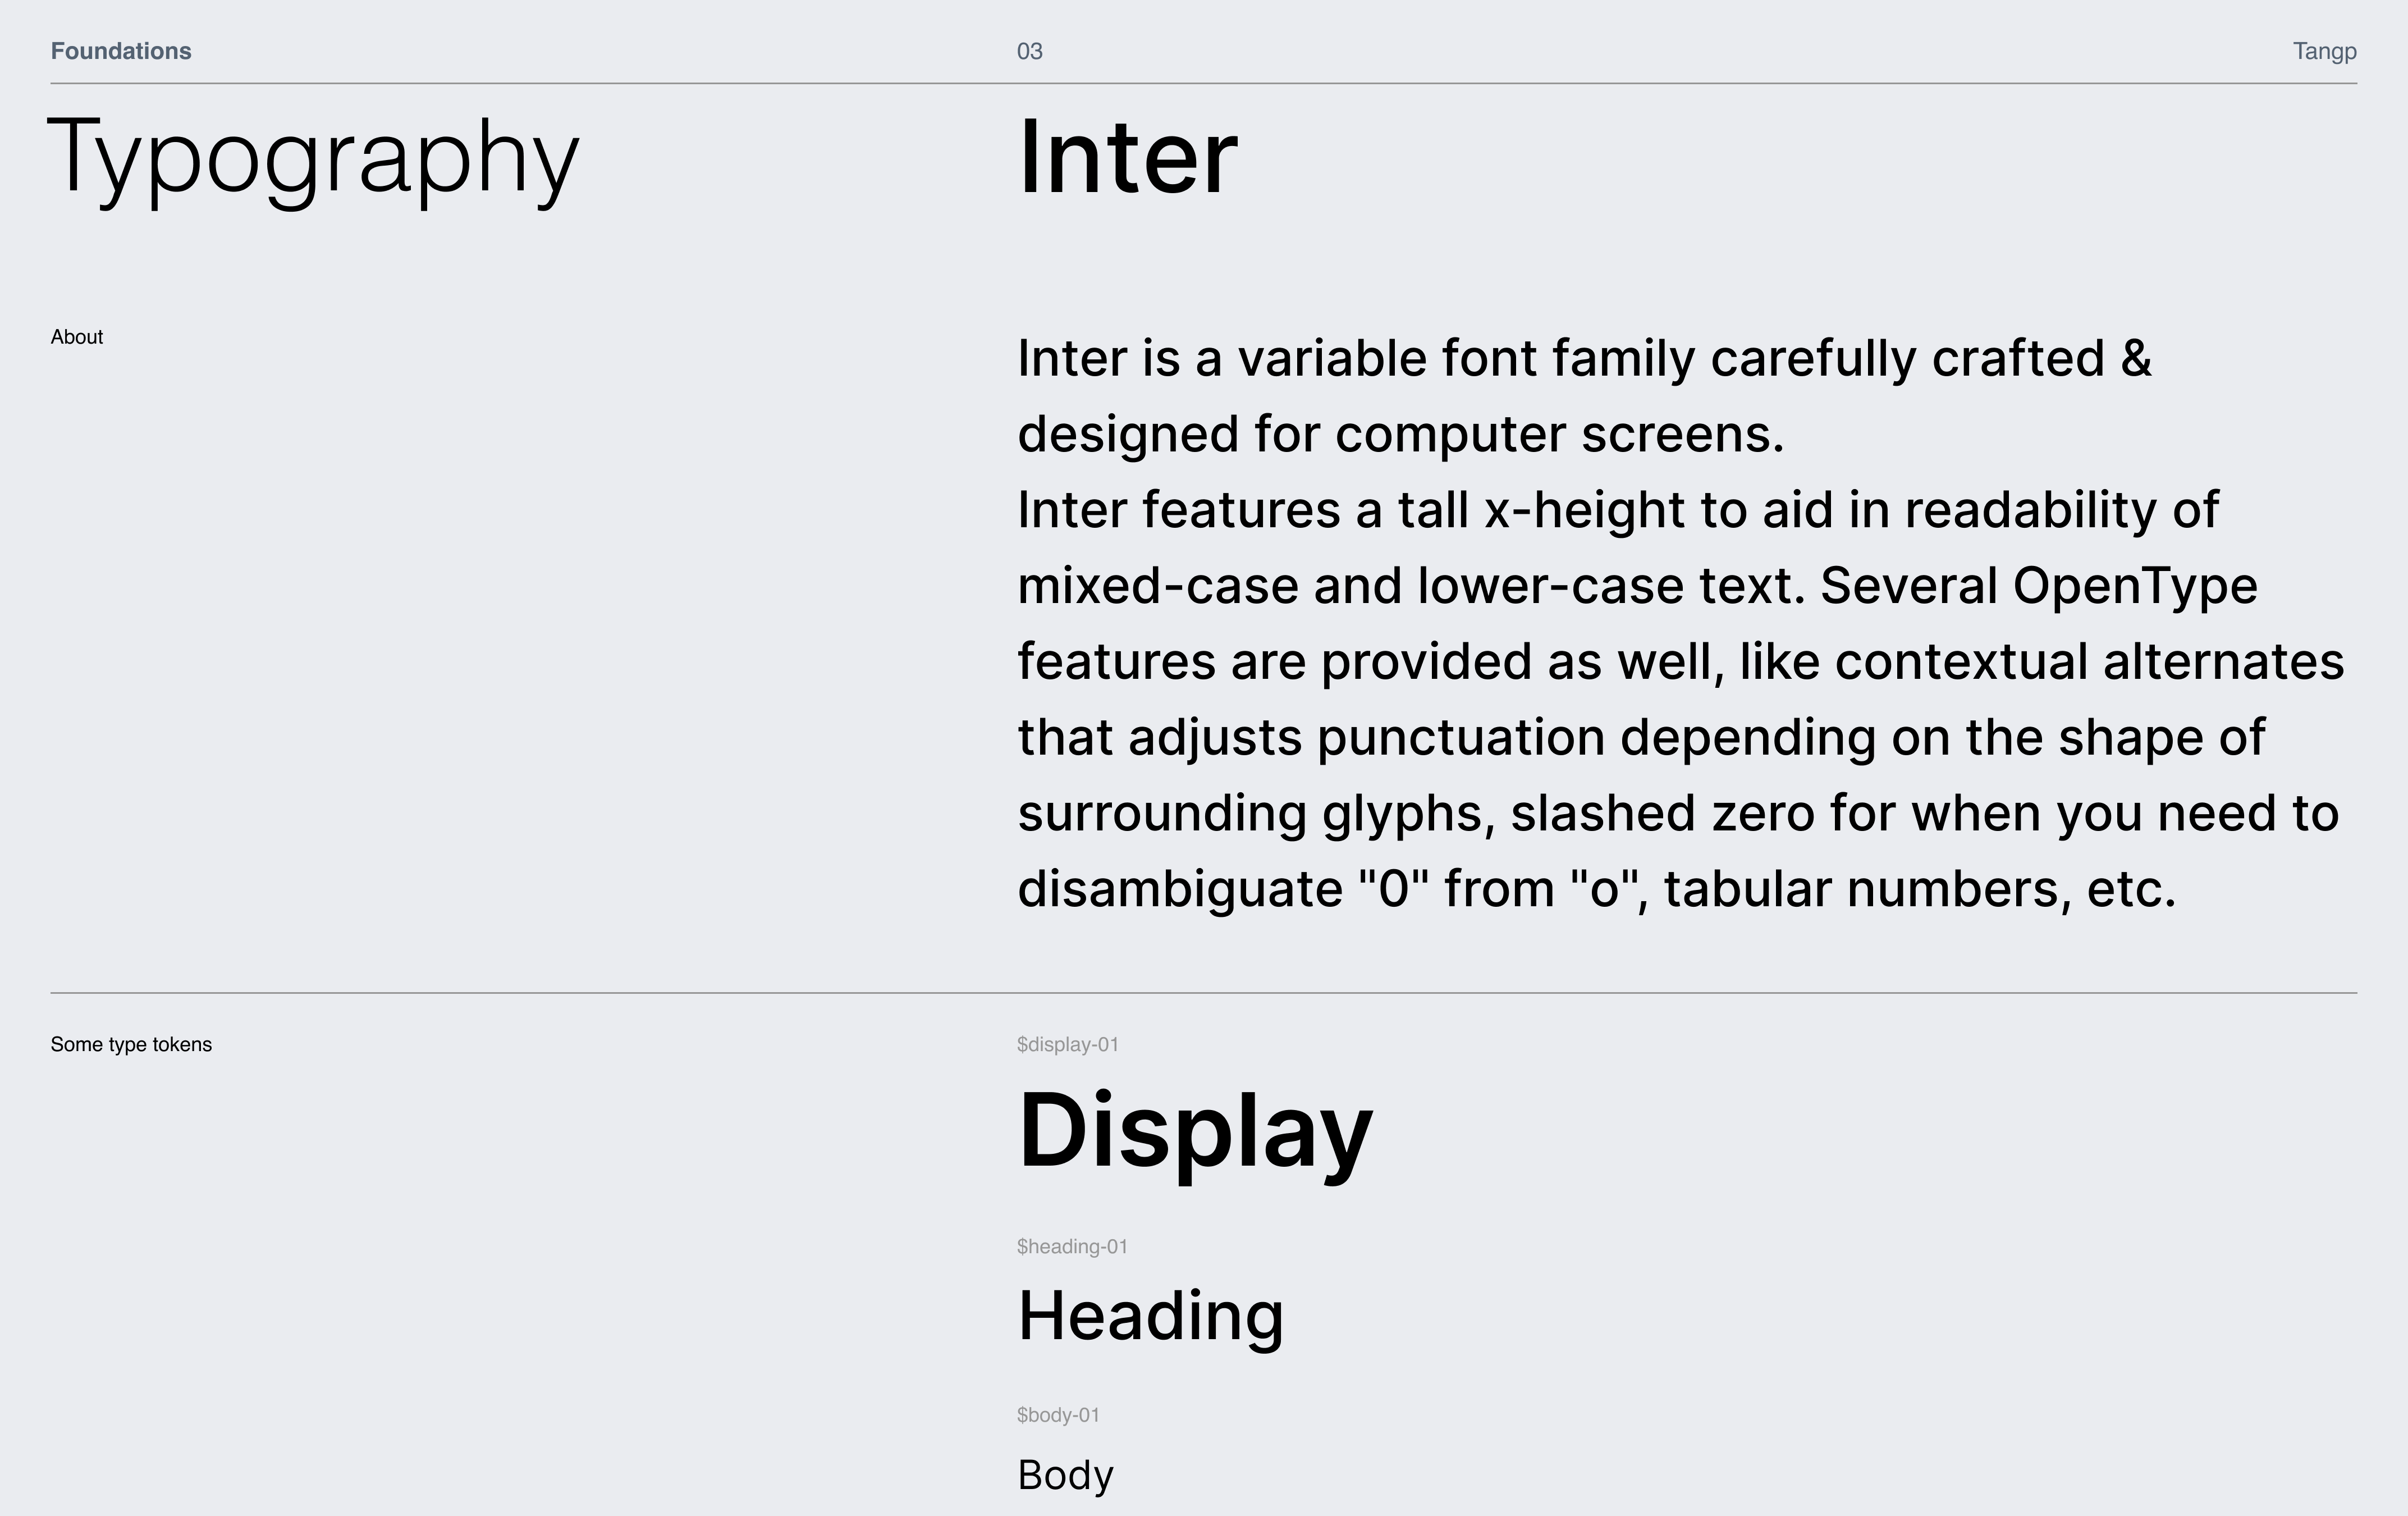 Foundations
03
Tangp
Typography
Inter
About
Inter is a variable font family carefully crafted &
designed for computer screens.
Inter features a tall x-height to aid in readability of
mixed-case and lower-case text. Several OpenType
features are provided as well, like contextual alternates
that adjusts punctuation depending on the shape of
surrounding glyphs, slashed zero for when you need to
disambiguate "0" from "o", tabular numbers, etc.
Some type tokens
$display-01
Display
$heading-01
Heading
$body-01
Body